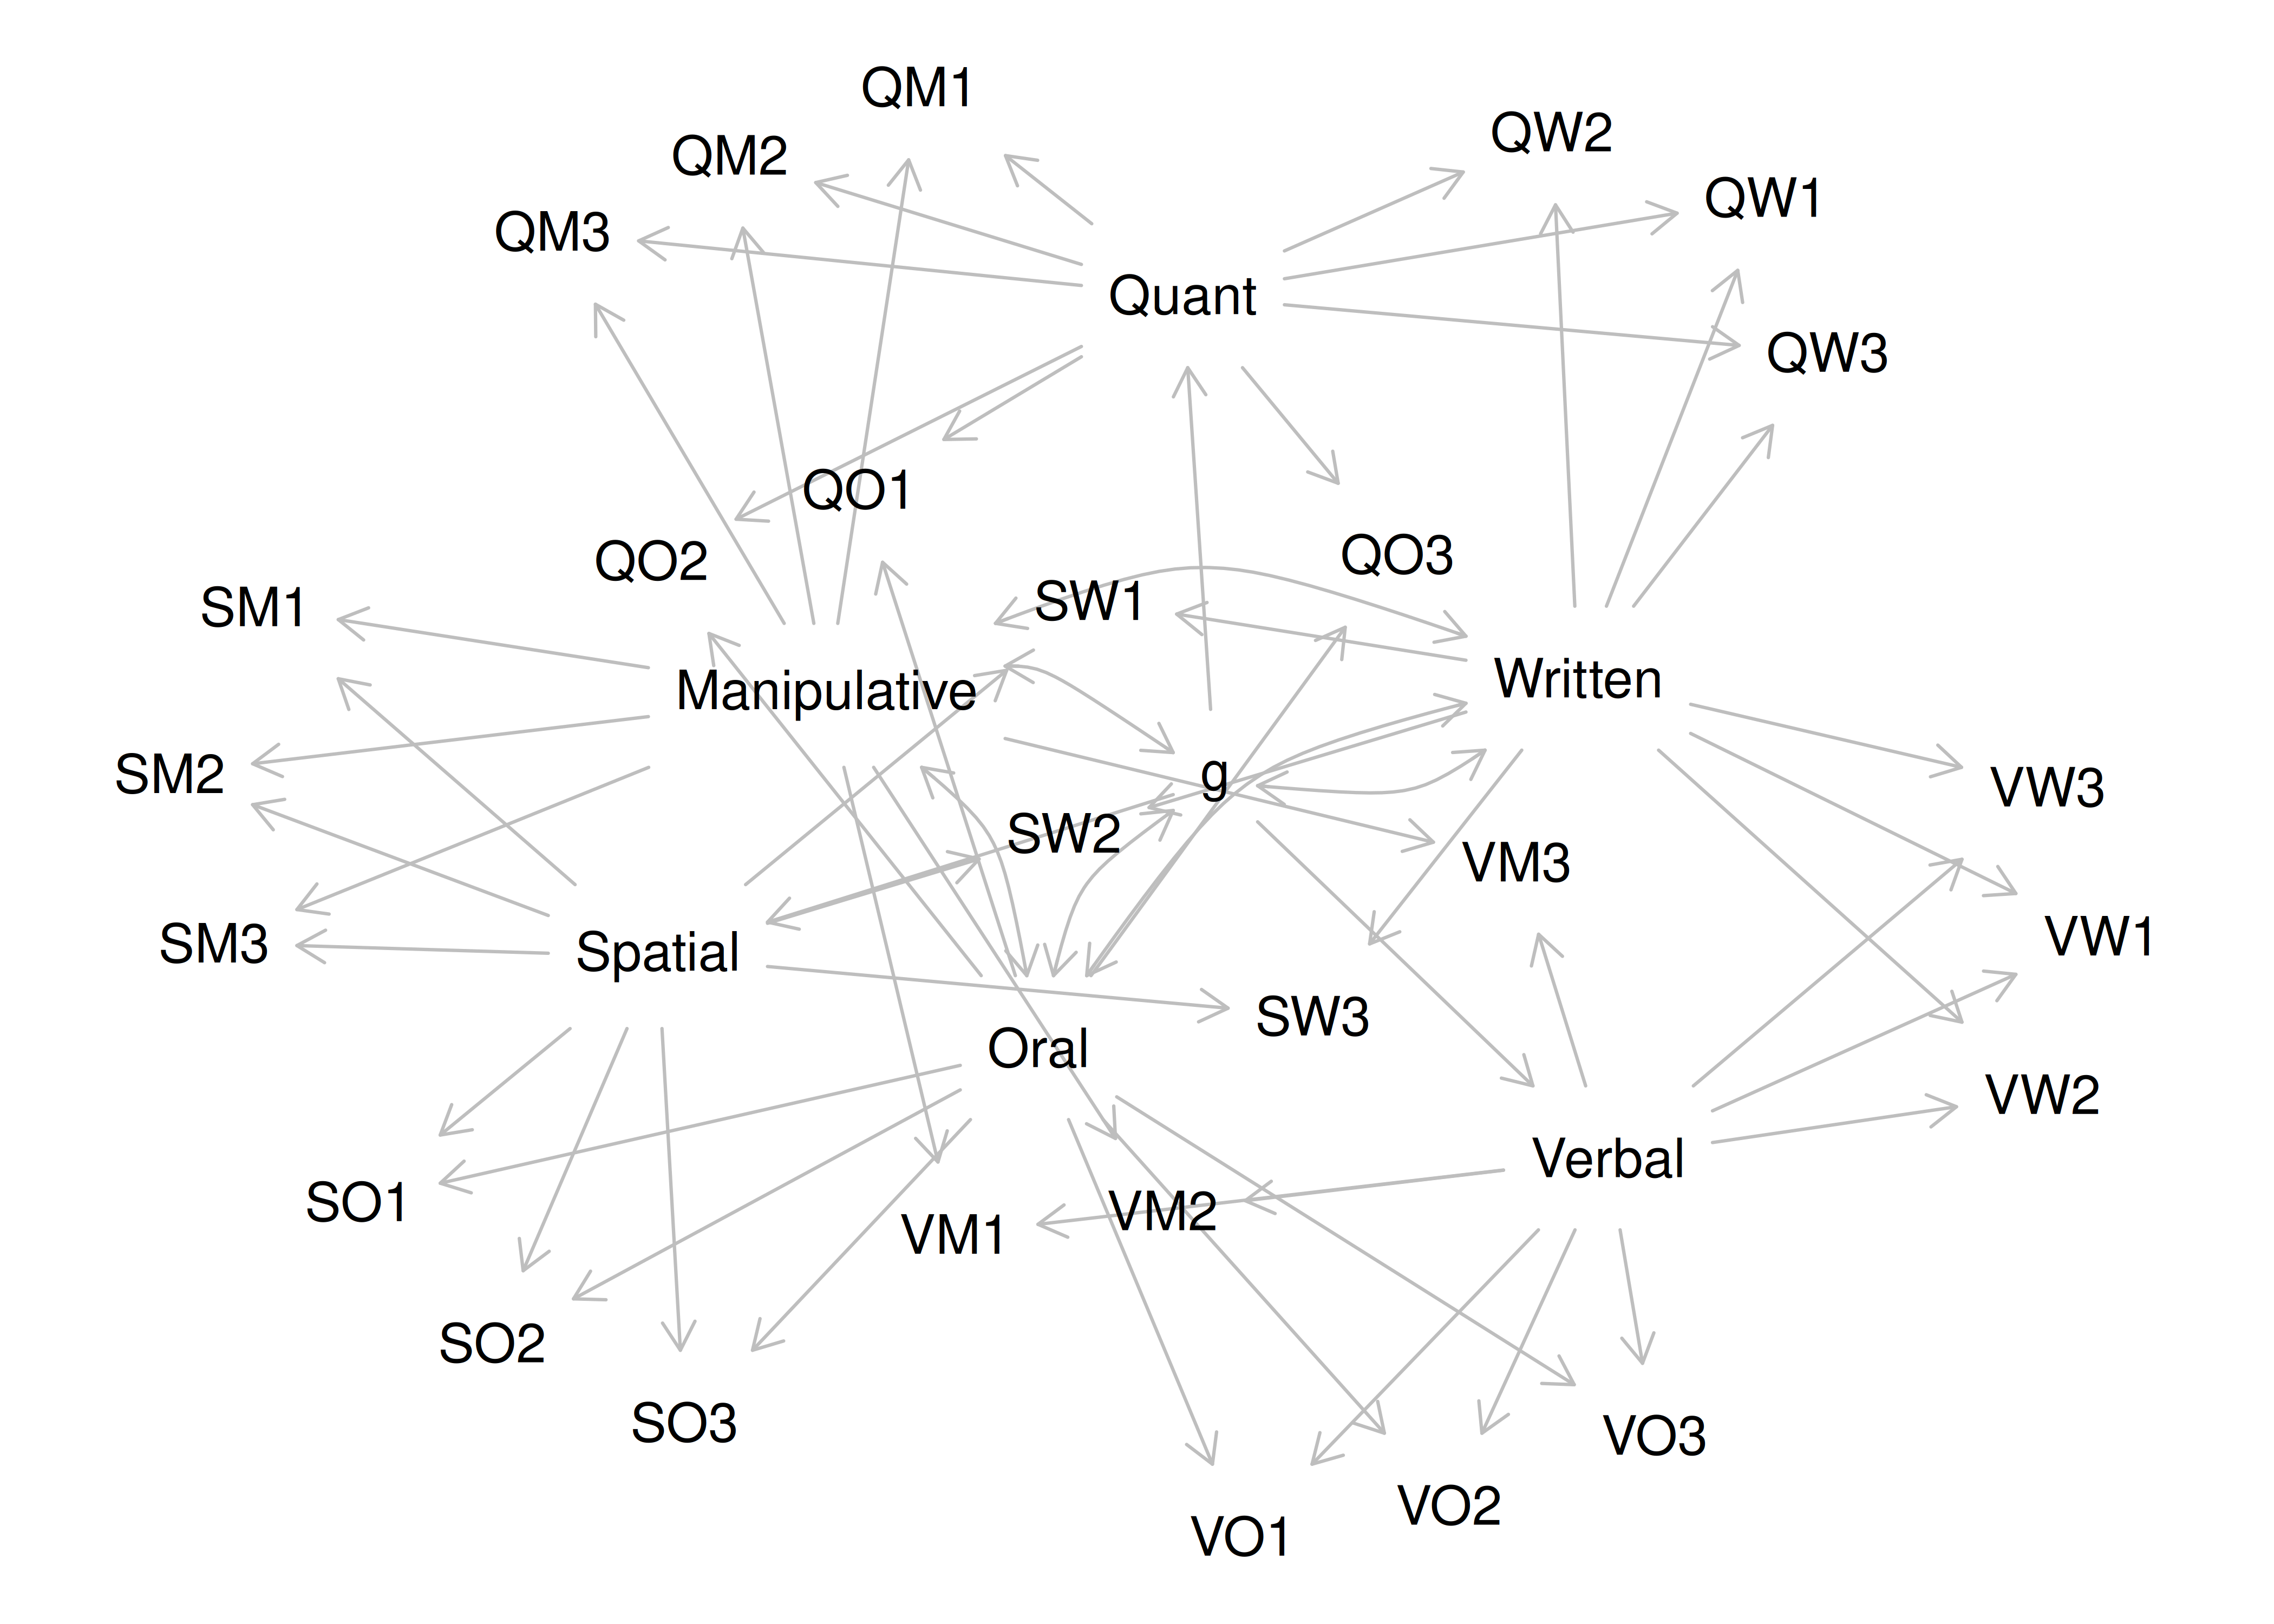 QM1
QW2
QM2
QW1
QM3
Quant
QW3
QO1
QO3
QO2
SW1
SM1
Written
Manipulative
g
SM2
VW3
SW2
VM3
VW1
SM3
Spatial
SW3
Oral
VW2
Verbal
SO1
VM2
VM1
SO2
SO3
VO3
VO2
VO1